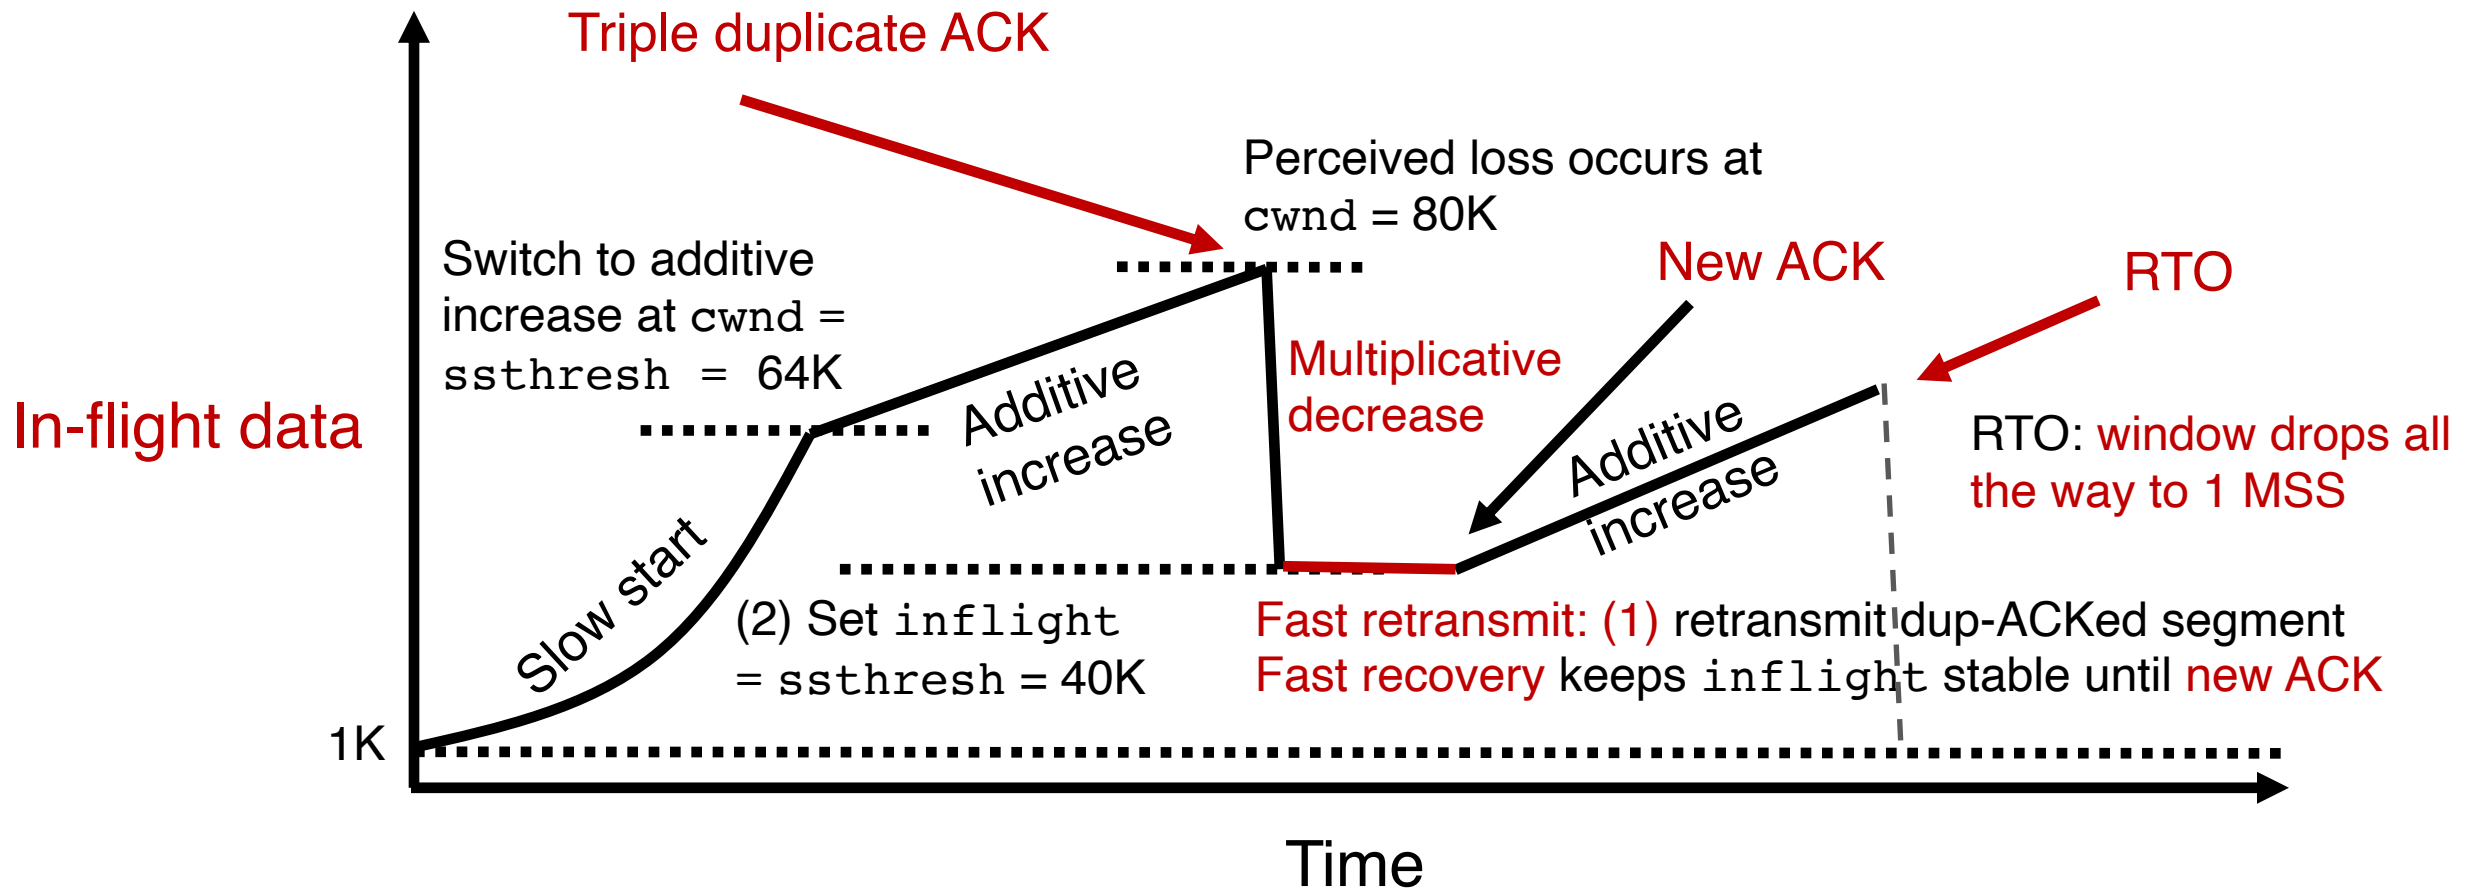 Triple duplicate ACK
Perceived loss occurs at
cwnd = 80K
Switch to additive
increase at cwnd =
ssthresh = 64K
New ACK
RTO
Multiplicative
decrease
Additive
increase
Additive
increase
In-flight data
RTO: window drops all
the way to 1 MSS
Slow start
(2) Set inflight
= ssthresh = 40K
Fast retransmit: (1) retransmit dup-ACKed segment
Fast recovery keeps inflight stable until new ACK
1K
Time